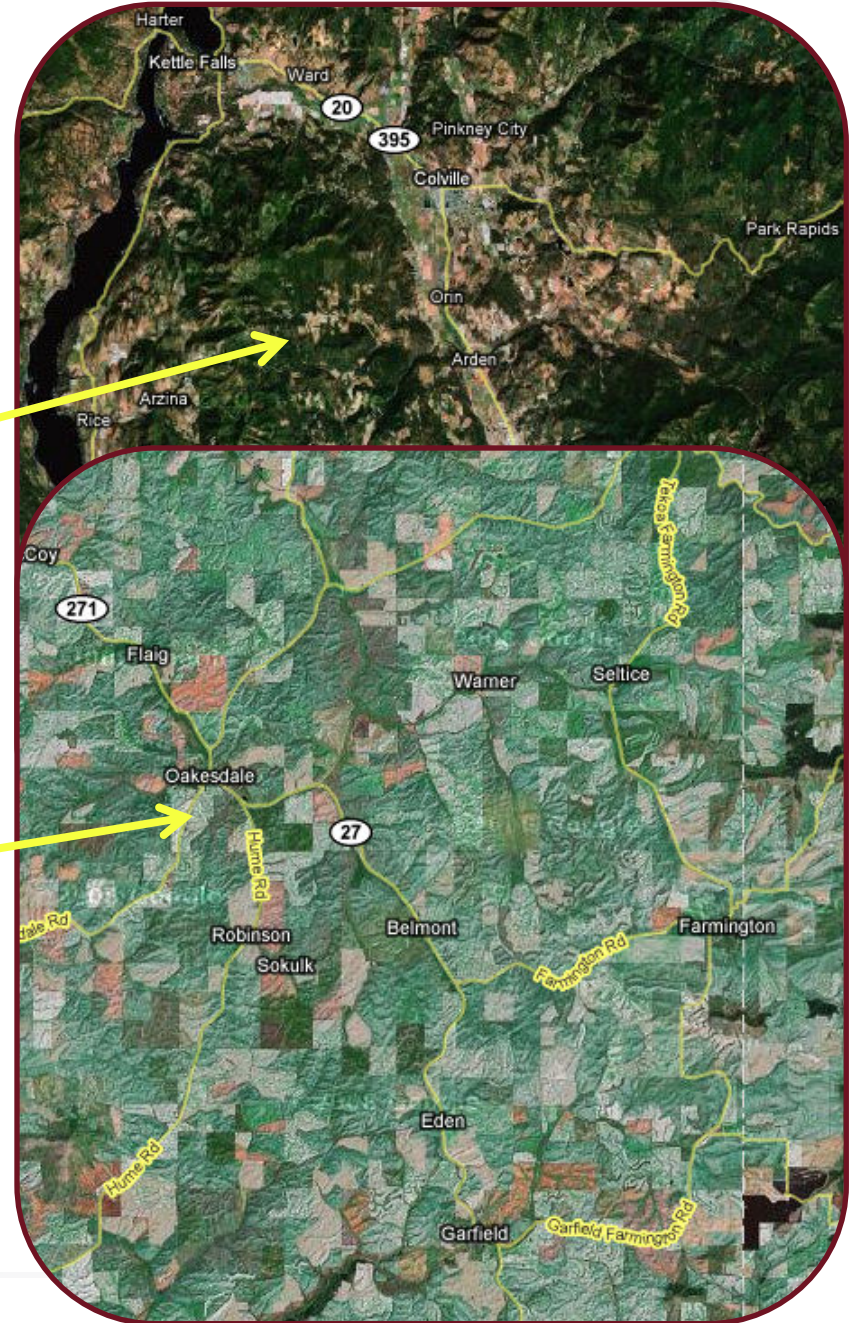 Harter
Kettle Falls
Ward
20
395
Pinkney City
Colville
Park Rapids
Orin
Arden
Arzina
Rice
Tekoa Farmington Rd
Coy
271
Flaig
Warner
Seltice
Oakesdale
27
Hume Rd
dale Rd
Robinson
Belmont
Farmington
Sokulk
Farmington Rd
Eden
Hume Rd
Garfield
Garfield Farmington Rd